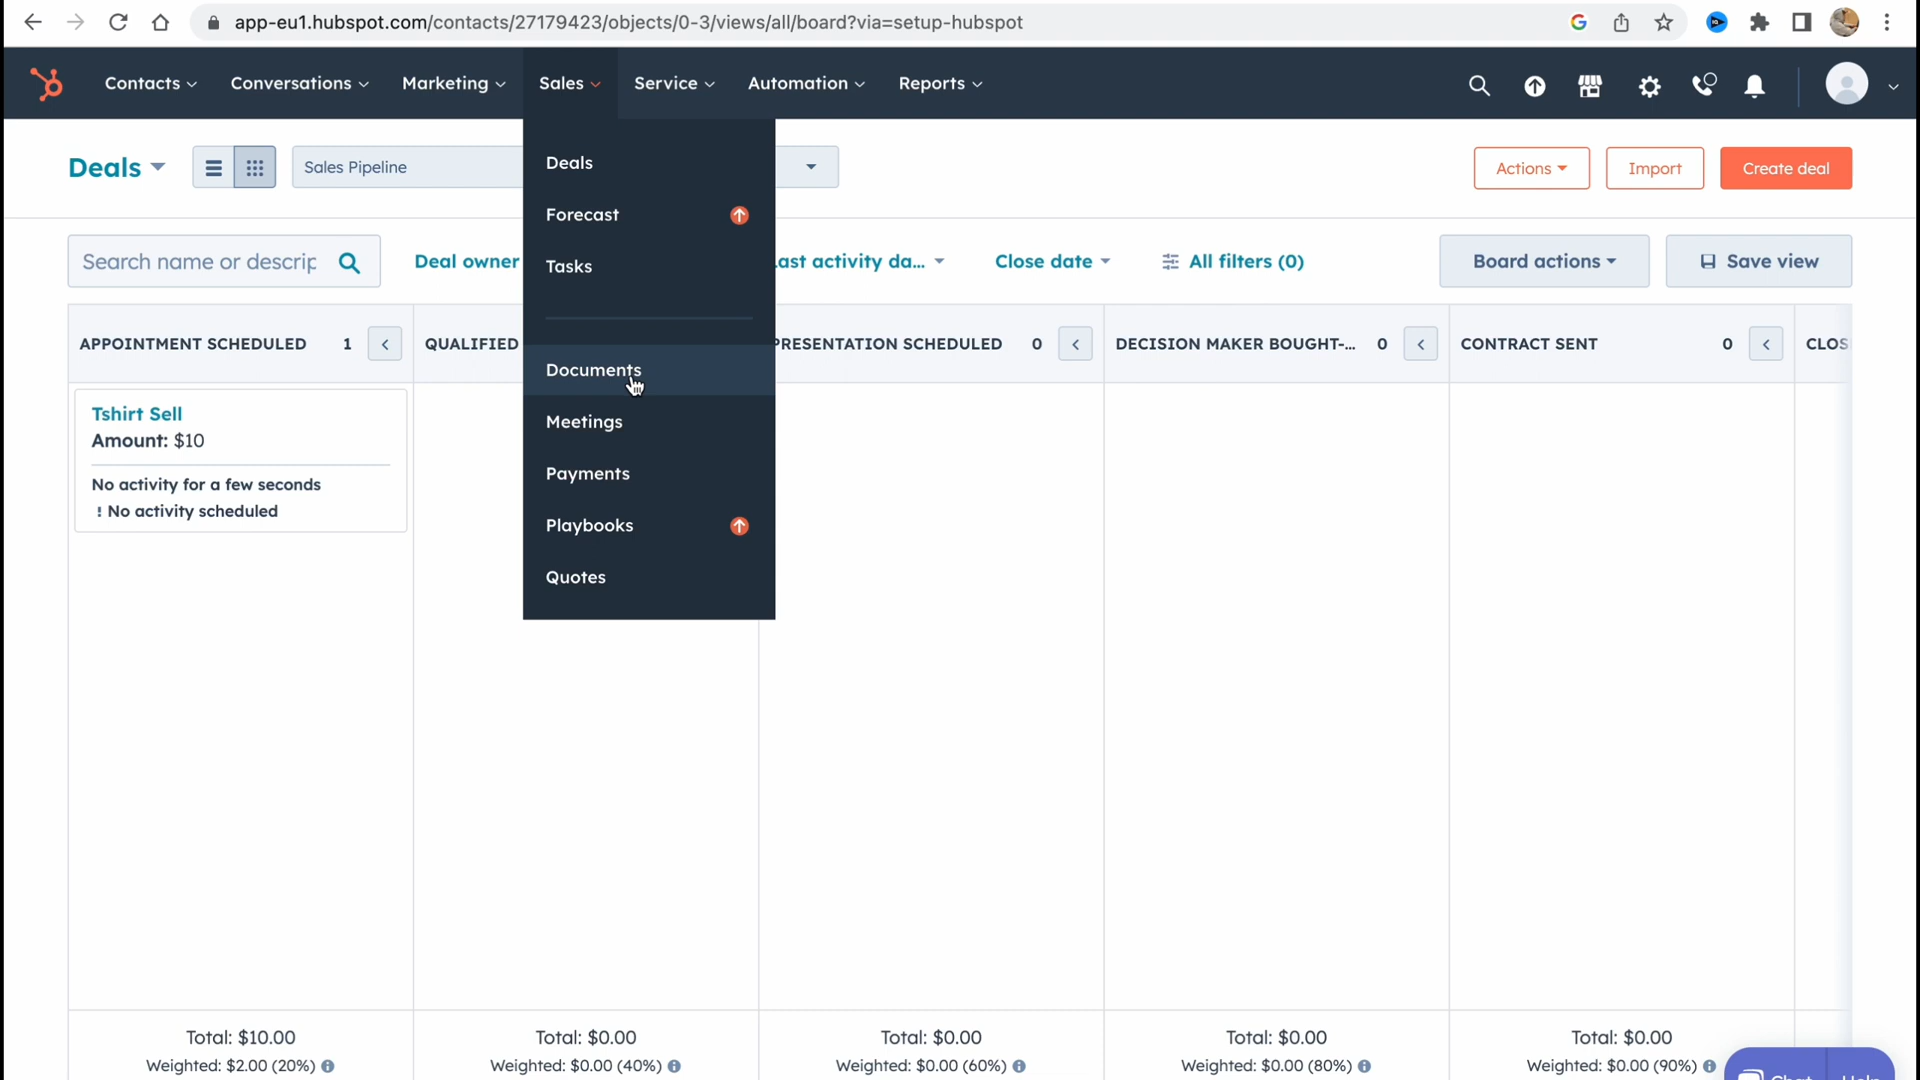 app-eu1.hubspot.com/contacts/27179423/objects/0-3/views/all/board?via=setup-hubspot
Contacts Conversations Marketing Sales Service Automation Reports
Deals
Sales Pipeline
Actions
Import
Create deal
Deals
Forecast
Tasks
Documents
Meetings
Payments
Playbooks
Quotes
Search name or descrip
Deal owner
Last activity da...
Close date
All filters (0)
Board actions
Save view
APPOINTMENT SCHEDULED 1
QUALIFIED
PRESENTATION SCHEDULED 0
DECISION MAKER BOUGHT-... 0
CONTRACT SENT 0
CLOS
Tshirt Sell
Amount: $10
No activity for a few seconds
! No activity scheduled
Total: $10.00
Weighted: $2.00 (20%)
Total: $0.00
Weighted: $0.00 (40%)
Total: $0.00
Weighted: $0.00 (60%)
Total: $0.00
Weighted: $0.00 (80%)
Total: $0.00
Weighted: $0.00 (90%)
Chat
Help